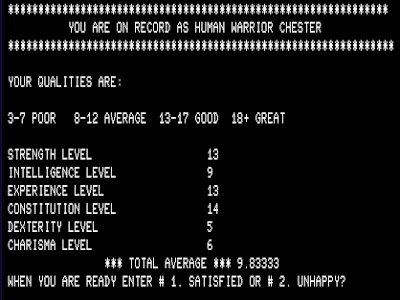 *****************************************************
YOU ARE ON RECORD AS HUMAN WARRIOR CHESTER
******************************************************
YOUR QUALITIES ARE:
3-7 POOR 8-12 AVERAGE 13-17 GOOD 18+ GREAT
STRENGTH LEVEL 13
INTELLIGENCE LEVEL 9
EXPERIENCE LEVEL 13
CONSTITUTION LEVEL 14
DEXTERITY LEVEL 5
CHARISMA LEVEL 6
*** TOTAL AVERAGE *** 9.83333
WHEN YOU ARE READY ENTER # 1. SATISFIED OR # 2. UNHAPPY?